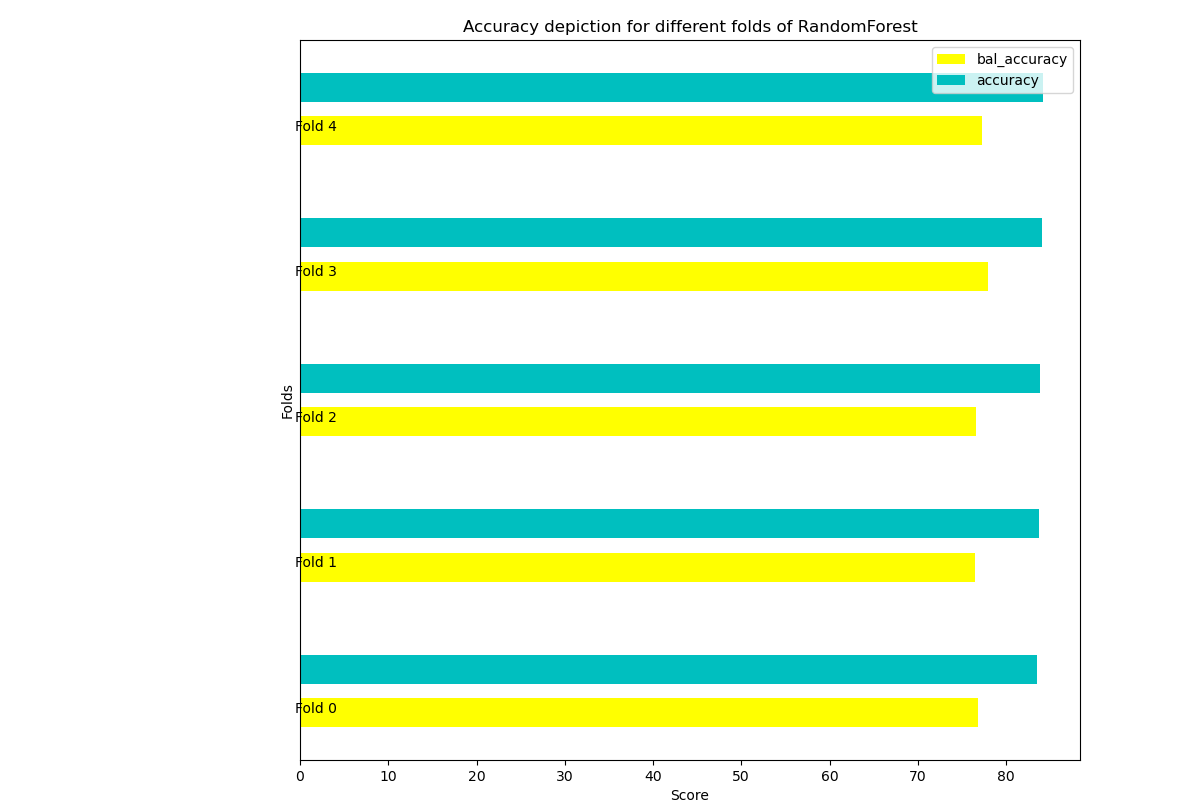 Accuracy depiction for different folds of RandomForest
bal_accuracy
accuracy
Fold 4
Fold 3
Folds
Fold 2
Fold 1
Fold 0
0 10 20 30 40 50 60 70 80
Score